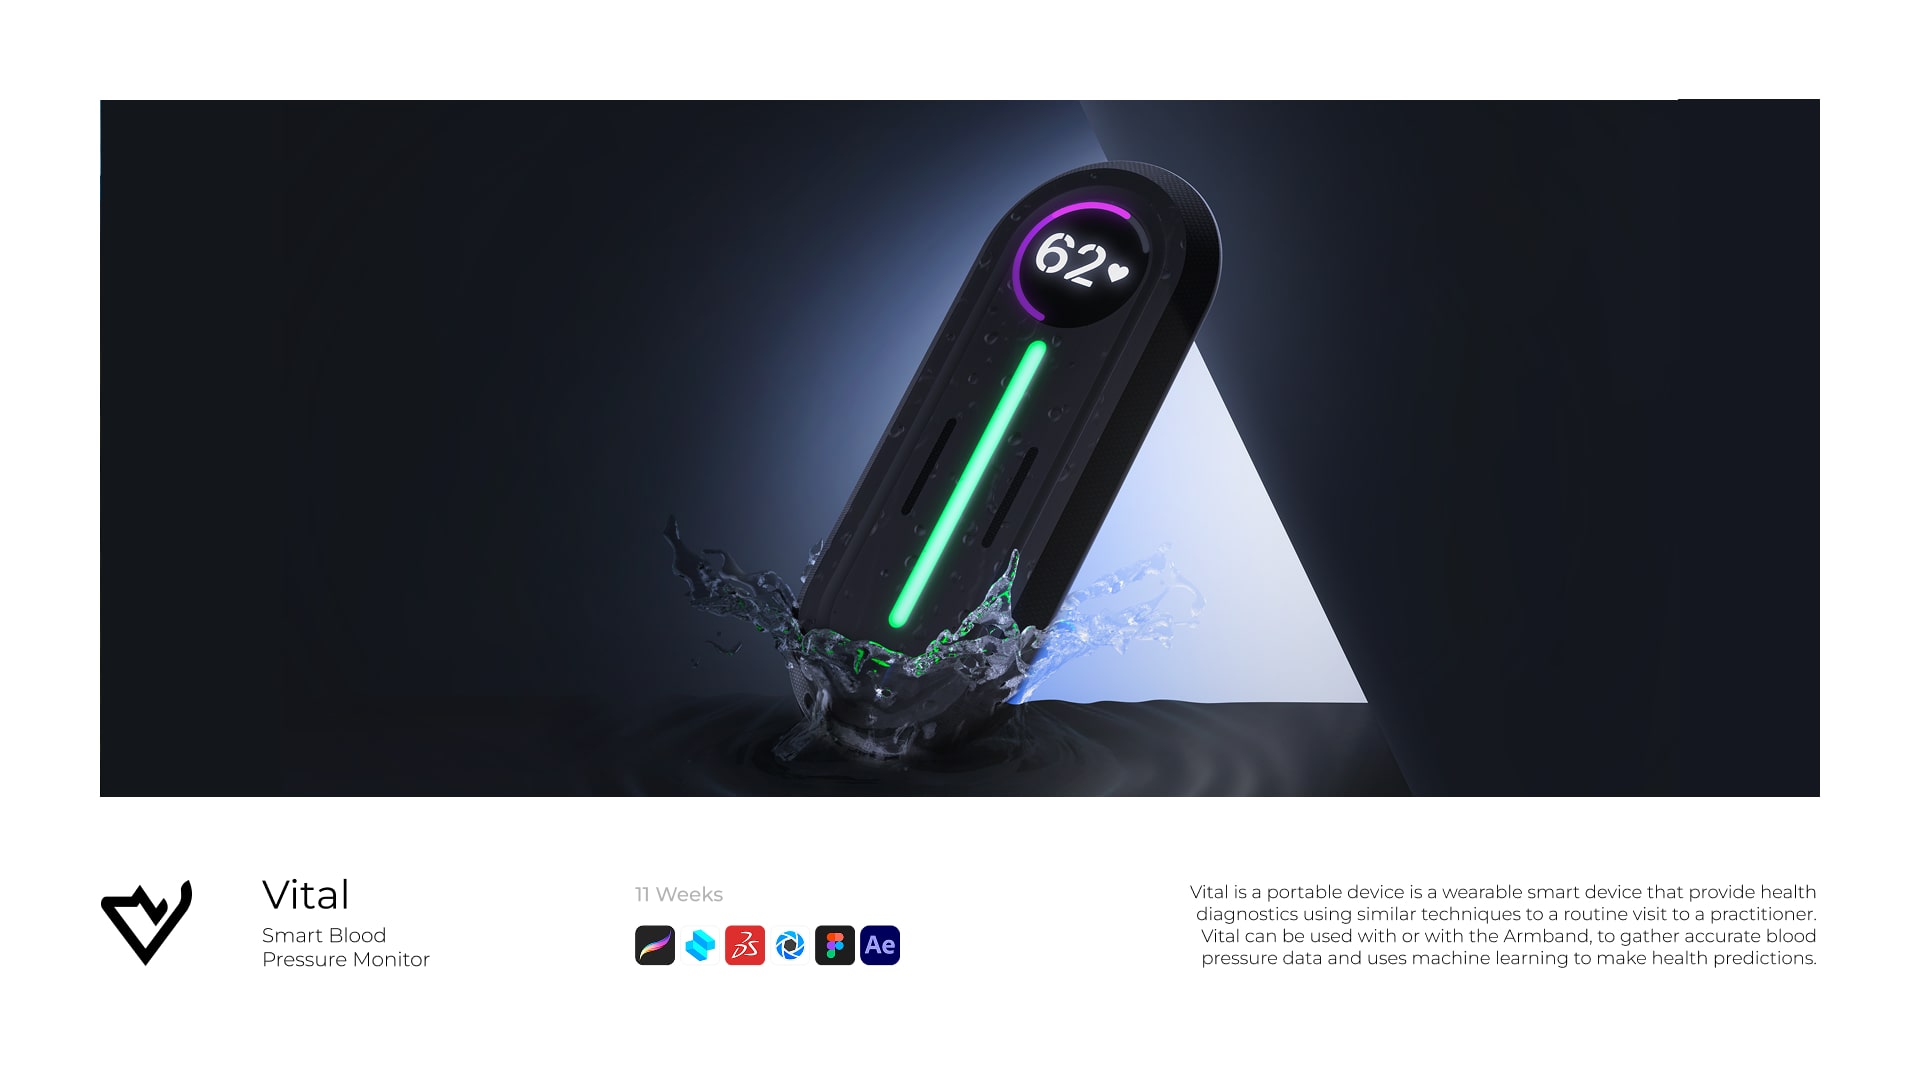 62
Vital
Smart Blood
Pressure Monitor
11 Weeks
DS
Ae
Vital is a portable device is a wearable smart device that provide health
diagnostics using similar techniques to a routine visit to a practitioner.
Vital can be used with or with the Armband, to gather accurate blood
pressure data and uses machine learning to make health predictions.